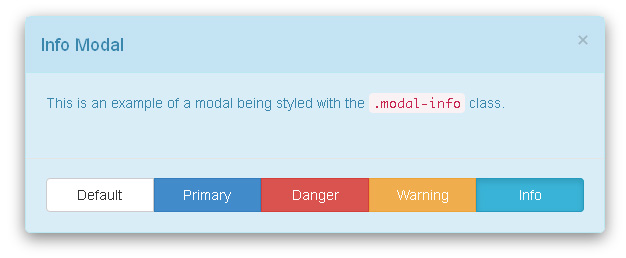 Info Modal ×
This is an example of a modal being styled with the .modal-info class.
Default Primary Danger Warning Info